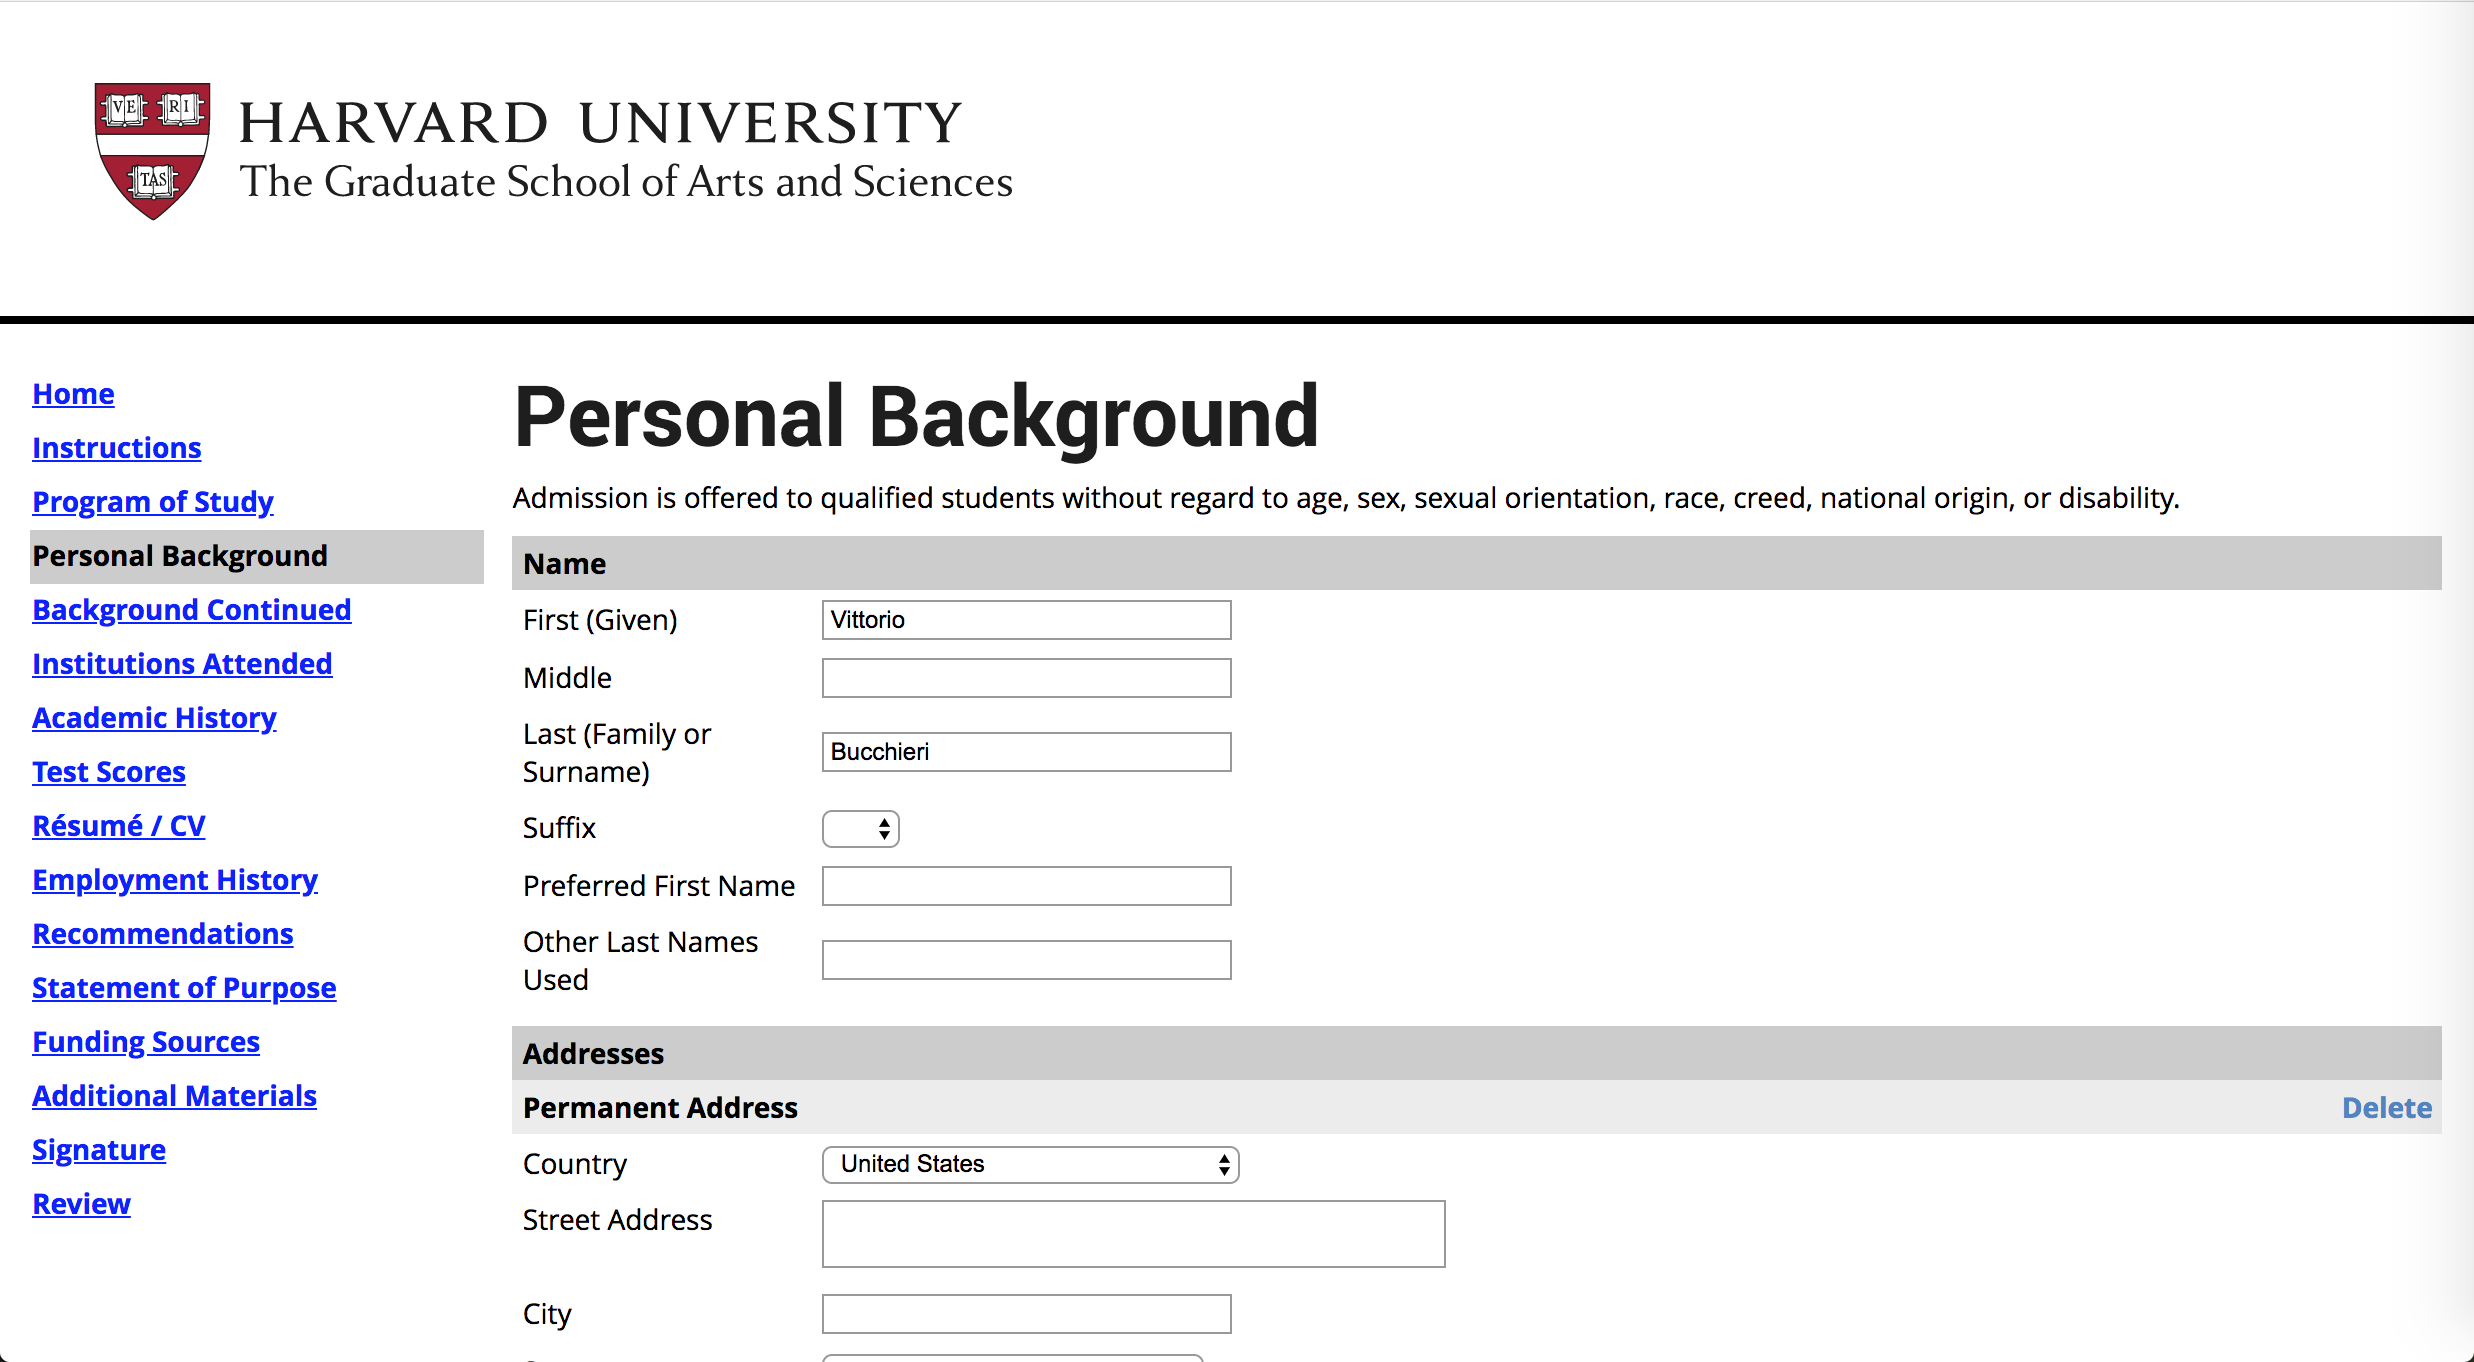 VE RI
TAS
HARVARD UNIVERSITY
The Graduate School of Arts and Sciences
Home
Instructions
Program of Study
Personal Background
Background Continued
Institutions Attended
Academic History
Test Scores
Résumé / CV
Employment History
Recommendations
Statement of Purpose
Funding Sources
Additional Materials
Signature
Review
Personal Background
Admission is offered to qualified students without regard to age, sex, sexual orientation, race, creed, national origin, or disability.
Name
First (Given) Vittorio
Middle
Last (Family or
Surname) Bucchieri
Suffix
Preferred First Name
Other Last Names
Used
Addresses
Permanent Address Delete
Country United States
Street Address
City